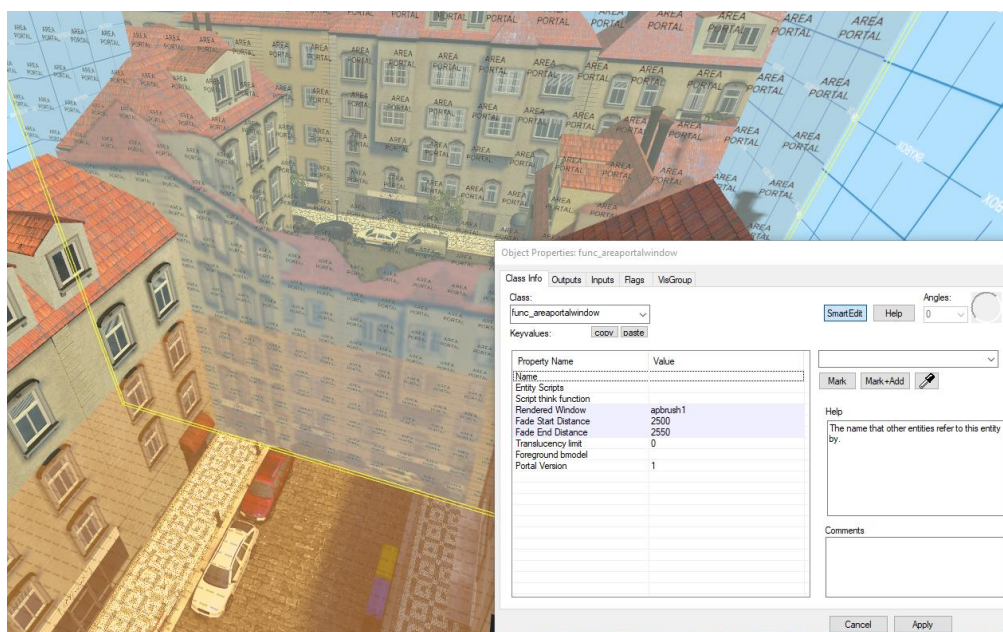 AREA PORTAL
SKYBOX
Object Properties: func_areaportalwindow
Class Info Outputs Inputs Flags VisGroup
Class:
func_areaportalwindow
SmartEdit Help
Angles:
0
Keyvalues: copy paste
Property Name Value
Name
Entity Scripts
Script think function
Rendered Window apbrush1
Fade Start Distance 2500
Fade End Distance 2550
Translucency limit 0
Foreground bmodel
Portal Version 1
Mark Mark+Add
Help
The name that other entities refer to this entity
by.
Comments
Cancel Apply